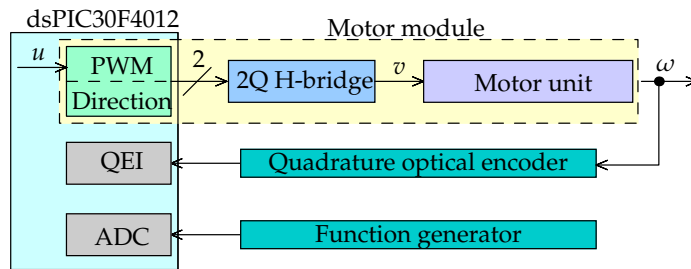 dsPIC30F4012
Motor module
u
PWM
Direction
2
2Q H-bridge
v
Motor unit
ω
QEI
Quadrature optical encoder
ADC
Function generator